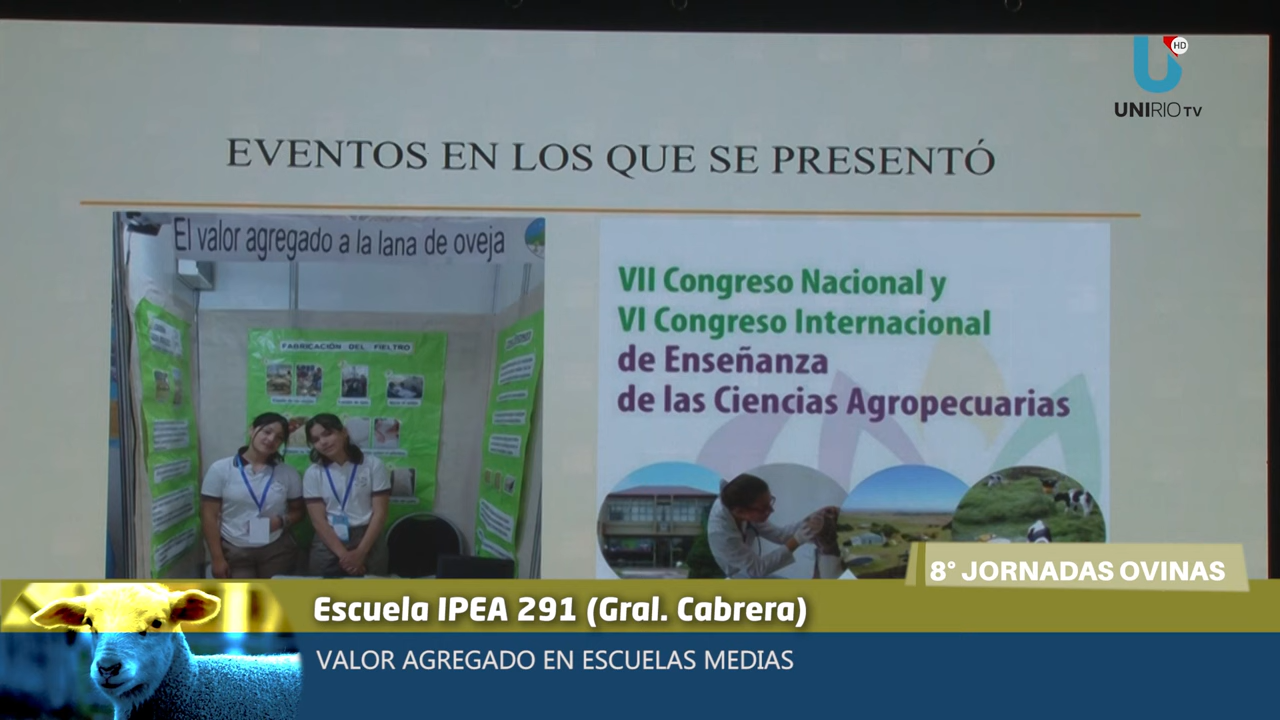 HD
UNIRIO TV
EVENTOS EN LOS QUE SE PRESENTÓ
El valor agregado a la lana de oveja
FABRICACIÓN DEL FIELTRO
VII Congreso Nacional y
VI Congreso Internacional
de Enseñanza
de las Ciencias Agropecuarias
8° JORNADAS OVINAS
Escuela IPEA 291 (Gral. Cabrera)
VALOR AGREGADO EN ESCUELAS MEDIAS